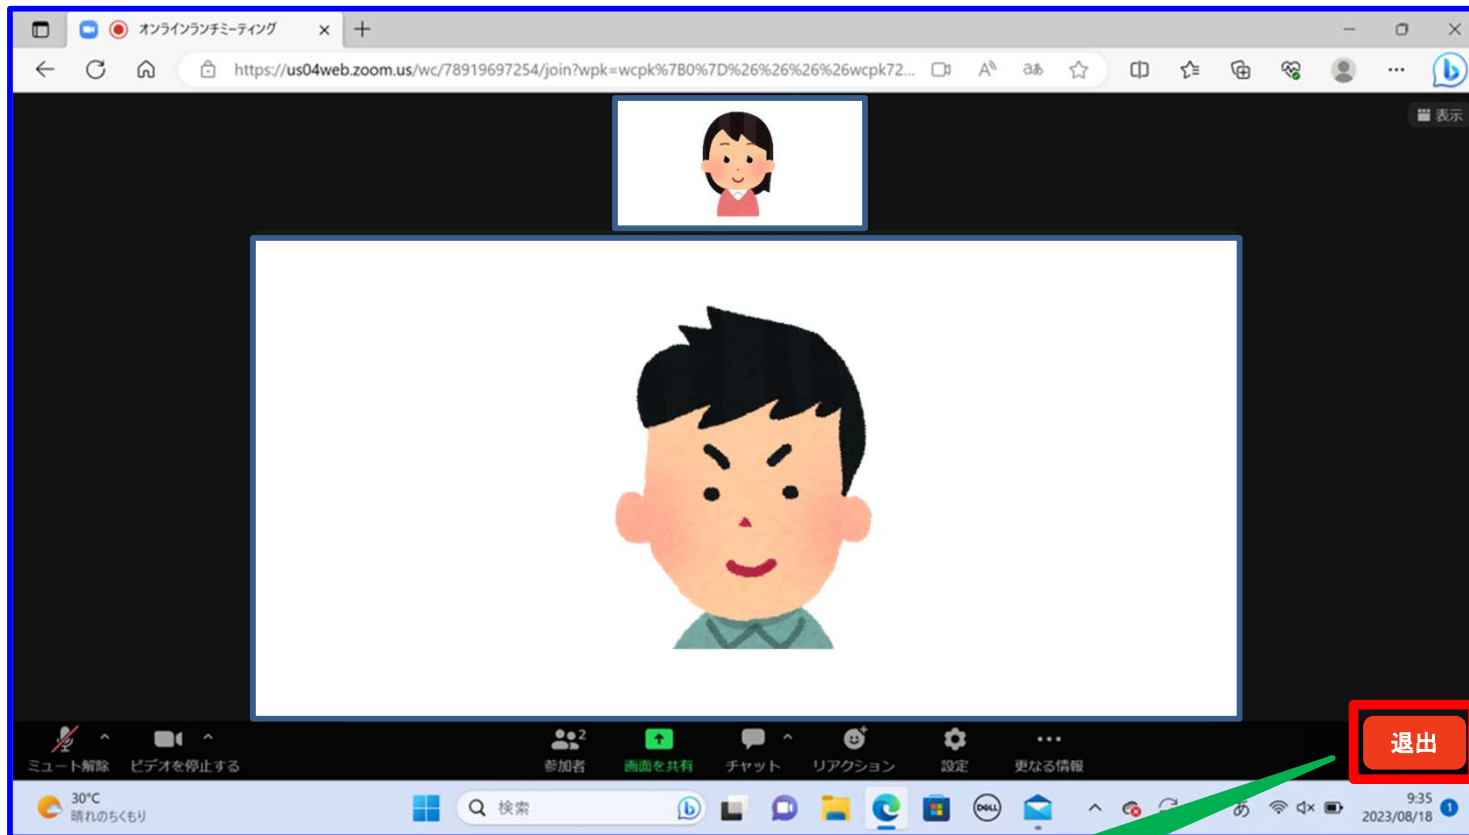 オンラインランチミーティング
https://us04web.zoom.us/wc/78919697254/join?wpk=wcpk%7B0%7D%26%26%26%26wcpk72...
表示
2
ミュート解除 ビデオを停止する 参加者 画面を共有 チャット リアクション 設定 更なる情報
退出
30°C
晴れのちくもり
検索
DELL
あ
9:35
2023/08/18
1